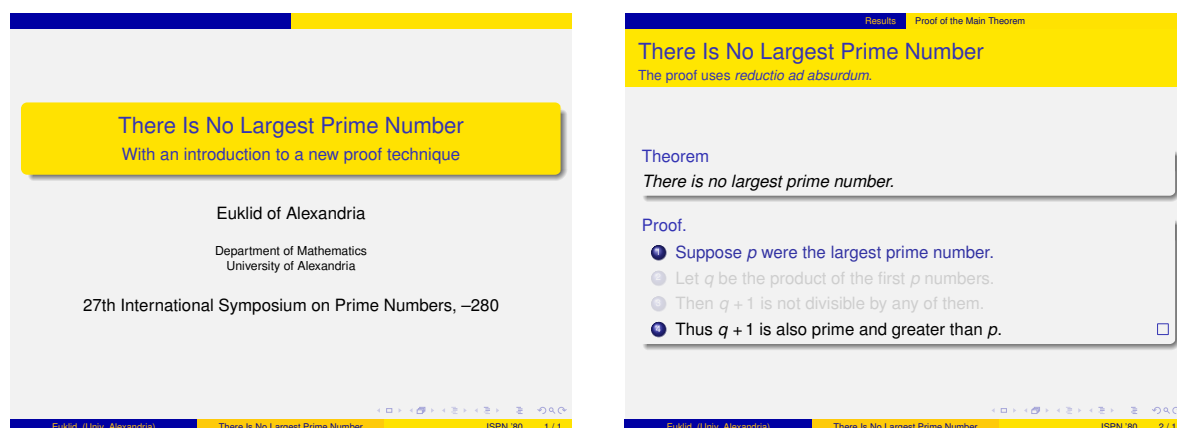 There Is No Largest Prime Number
With an introduction to a new proof technique
Euklid of Alexandria
Department of Mathematics
University of Alexandria
27th International Symposium on Prime Numbers, –280
Euklid (Univ. Alexandria) There Is No Largest Prime Number ISPN '80 1 / 1
Results Proof of the Main Theorem
There Is No Largest Prime Number
The proof uses reductio ad absurdum.
Theorem
There is no largest prime number.
Proof.
1 Suppose p were the largest prime number.
2 Let q be the product of the first p numbers.
3 Then q + 1 is not divisible by any of them.
4 Thus q + 1 is also prime and greater than p.
Euklid (Univ. Alexandria) There Is No Largest Prime Number ISPN '80 2 / 1